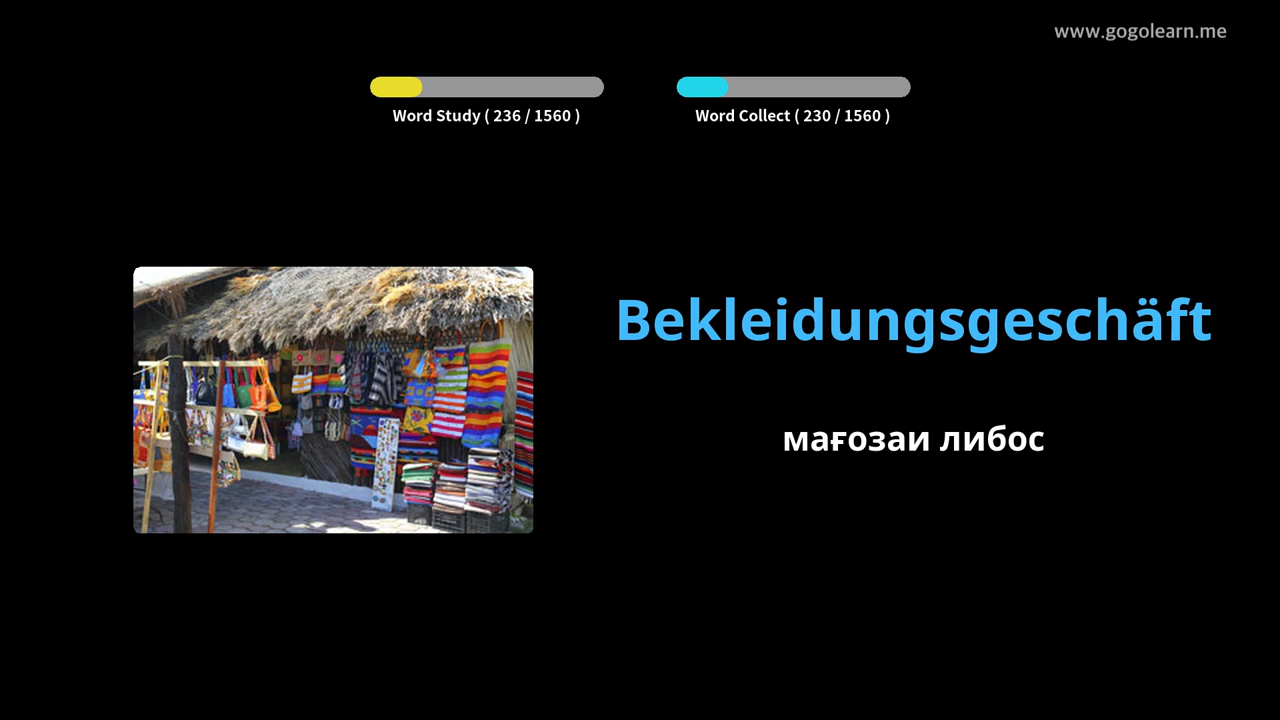 www.gogolearn.me
Word Study ( 236 / 1560 )
Word Collect ( 230 / 1560 )
Bekleidungsgeschäft
мағозаи либос